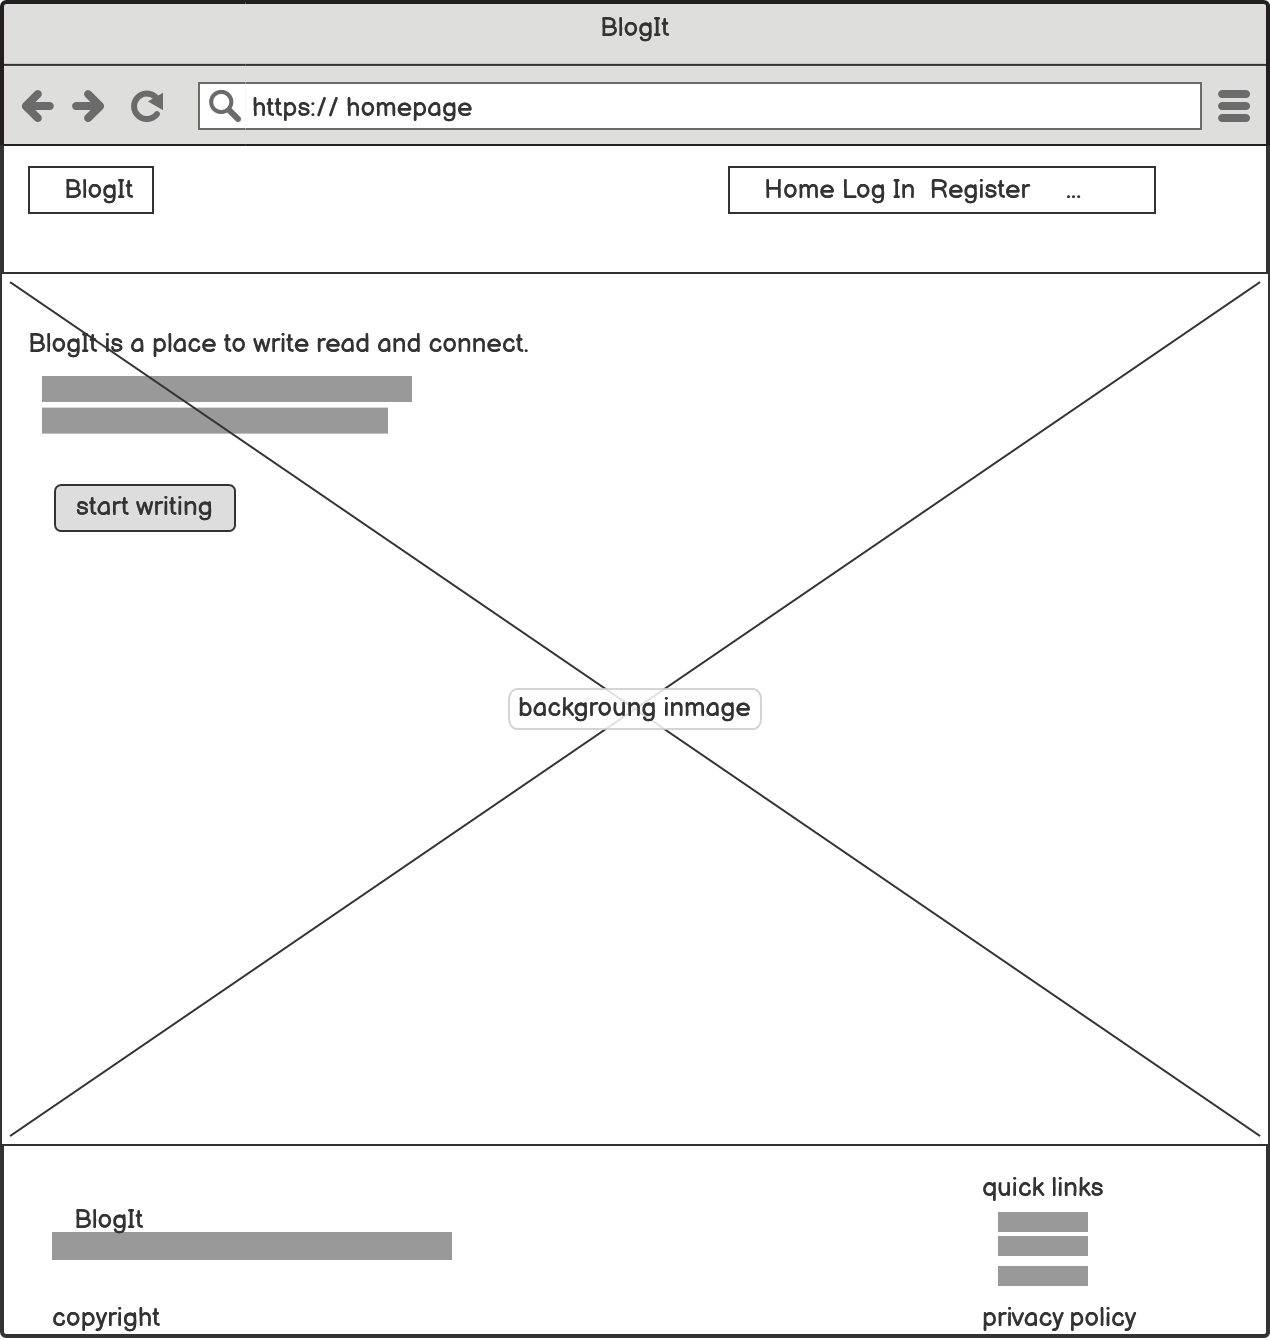 BlogIt
https:// homepage
BlogIt
Home Log In Register ...
BlogIt is a place to write read and connect.
start writing
backgroung inmage
quick links
BlogIt
copyright
privacy policy